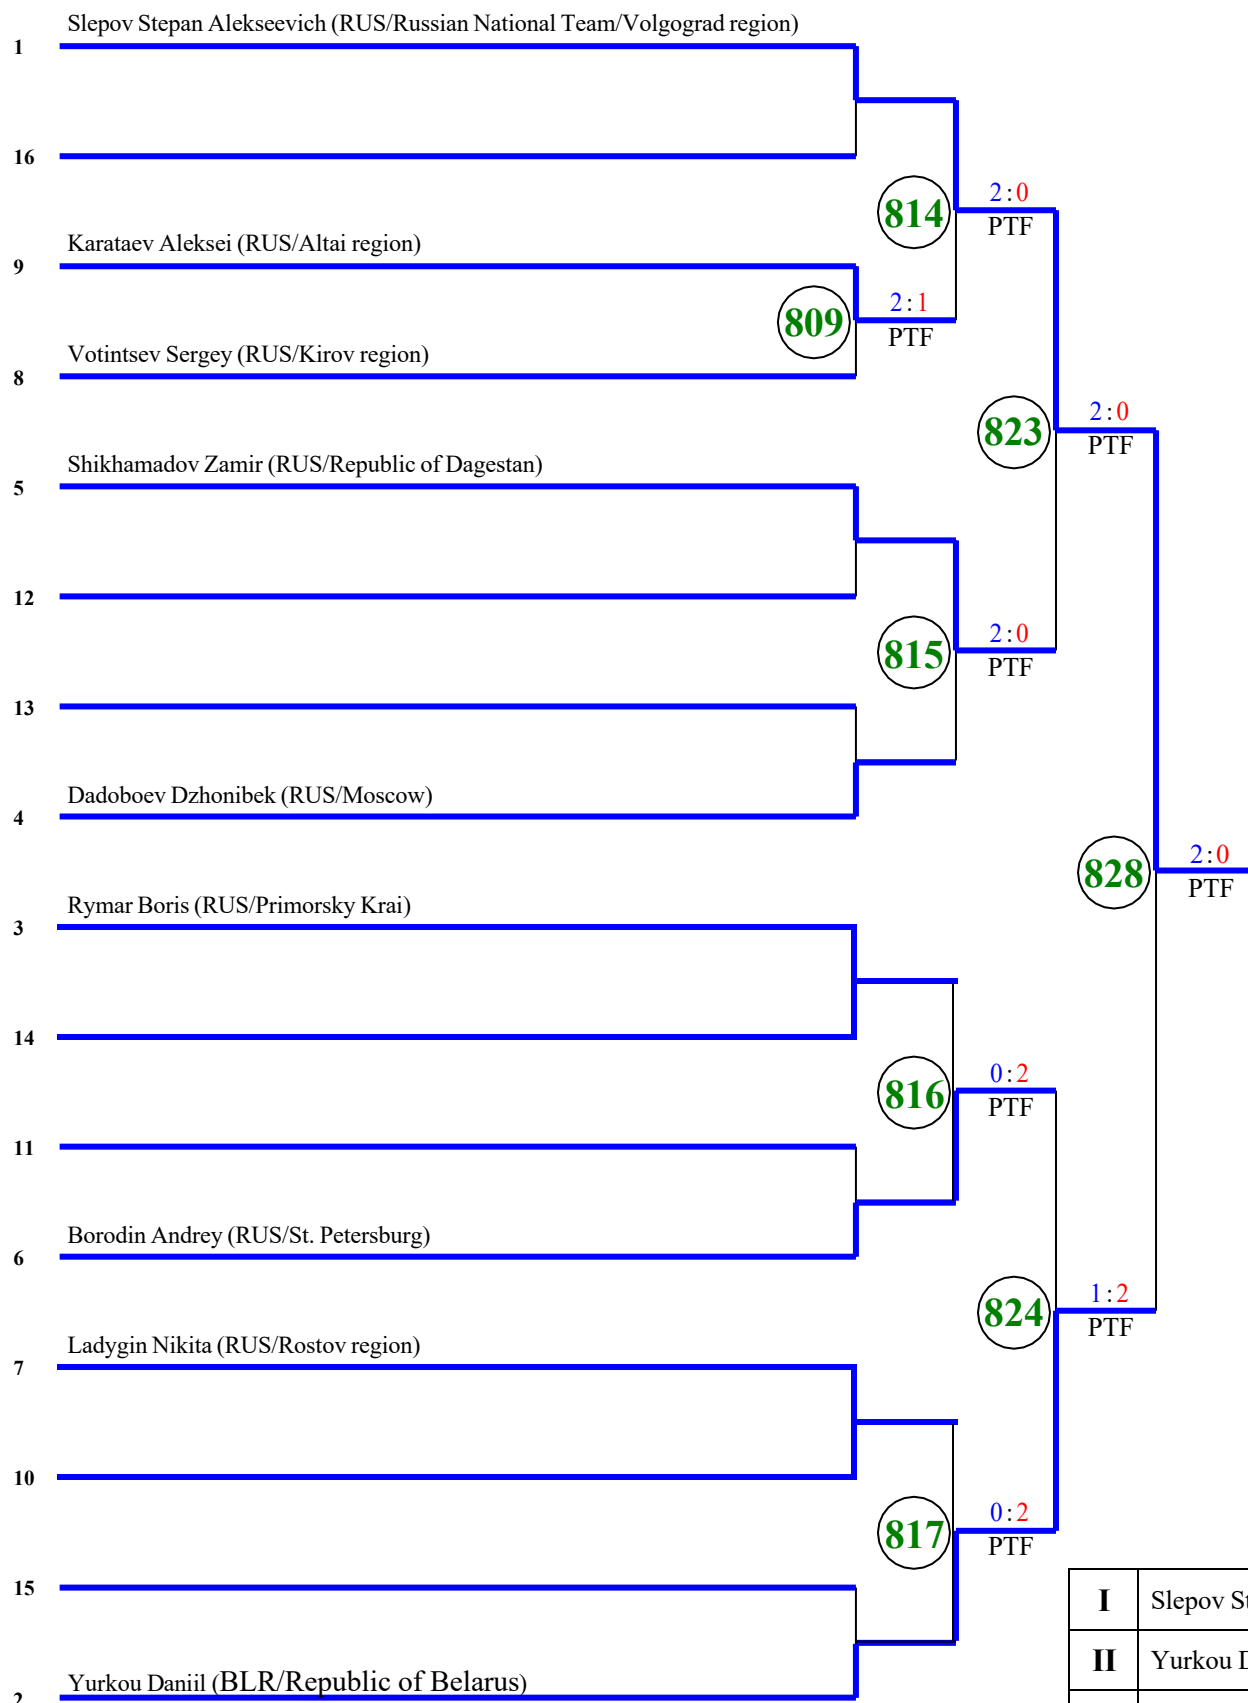 Slepov Stepan Alekseevich (RUS/Russian National Team/Volgograd region)
1
16
2:0
814
PTF
Karataev Aleksei (RUS/Altai region)
9
2:1
809
PTF
Votintsev Sergey (RUS/Kirov region)
8
2:0
823
PTF
Shikhamadov Zamir (RUS/Republic of Dagestan)
5
12
2:0
815
PTF
13
Dadoboev Dzhonibek (RUS/Moscow)
4
2:0
828
PTF
Rymar Boris (RUS/Primorsky Krai)
3
14
0:2
816
PTF
11
Borodin Andrey (RUS/St. Petersburg)
6
1:2
824
PTF
Ladygin Nikita (RUS/Rostov region)
7
10
0:2
817
PTF
15
I Slepov St
II Yurkou D
Yurkou Daniil (BLR/Republic of Belarus)
2